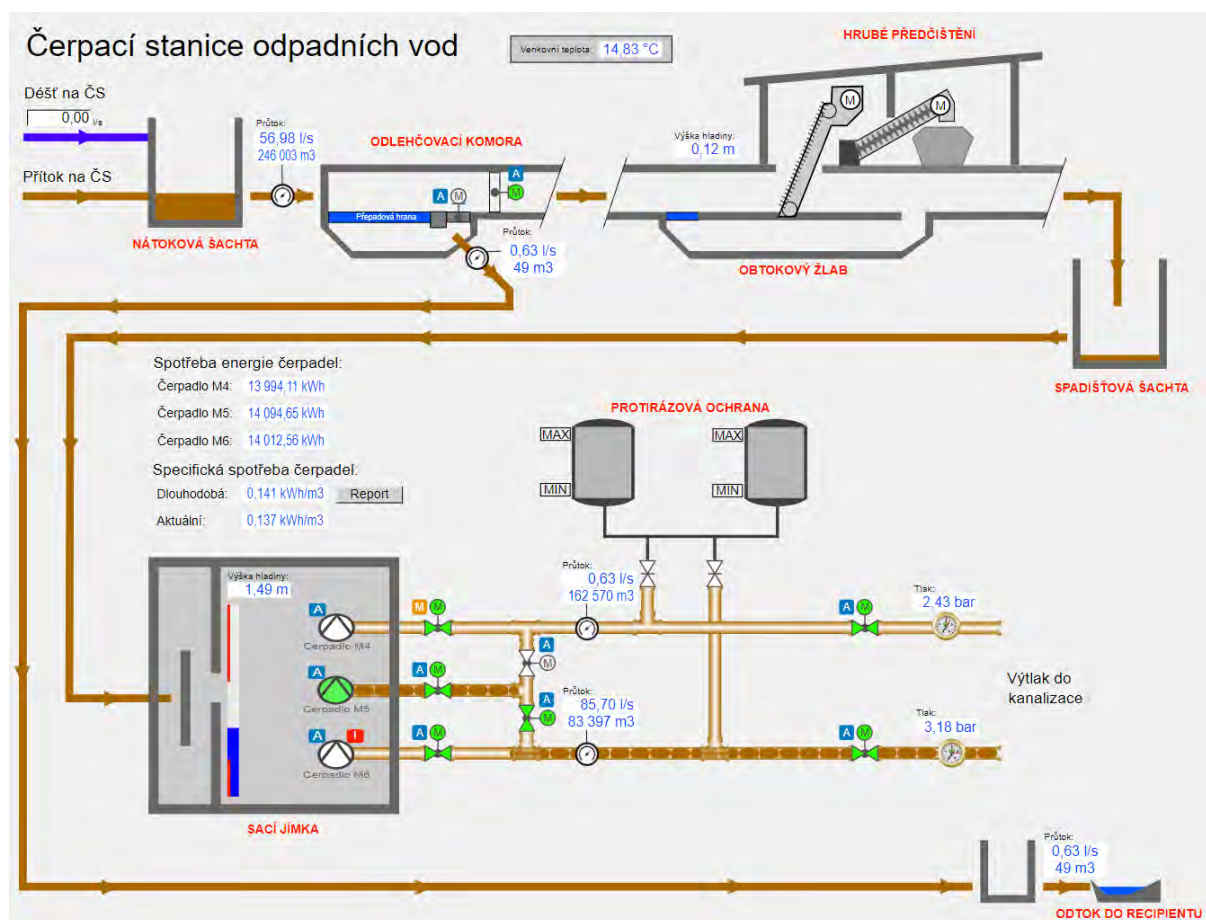 Čerpací stanice odpadních vod
Venkovní teplota: 14,83 °C
HRUBÉ PŘEDČIŠTĚNÍ
Déšť na ČS
0,00 l/s
Přítok na ČS
NÁTOKOVÁ ŠACHTA
Průtok:
56,98 l/s
246 003 m3
ODLEHČOVACÍ KOMORA
A
M
A M
Přepadová hrana
Průtok:
0,63 l/s
49 m3
Výška hladiny:
0,12 m
M
M
OBTOKOVÝ ŽLAB
SPADIŠŤOVÁ ŠACHTA
Spotřeba energie čerpadel:
Čerpadlo M4: 13 994,11 kWh
Čerpadlo M5: 14 094,65 kWh
Čerpadlo M6: 14 012,56 kWh
Specifická spotřeba čerpadel:
Dlouhodobá: 0,141 kWh/m3 Report
Aktuální: 0,137 kWh/m3
PROTIRÁZOVÁ OCHRANA
MAX
MAX
MIN
MIN
Výška hladiny:
1,49 m
A
Čerpadlo M4
A
Čerpadlo M5
A !
Čerpadlo M6
SACÍ JÍMKA
M M
A M
A M
A
M
A
M
Průtok:
0,63 l/s
162 570 m3
Průtok:
85,70 l/s
83 397 m3
A M
Tlak:
2,43 bar
Výtlak do
kanalizace
A M
Tlak:
3,18 bar
Průtok:
0,63 l/s
49 m3
ODTOK DO RECIPIENTU